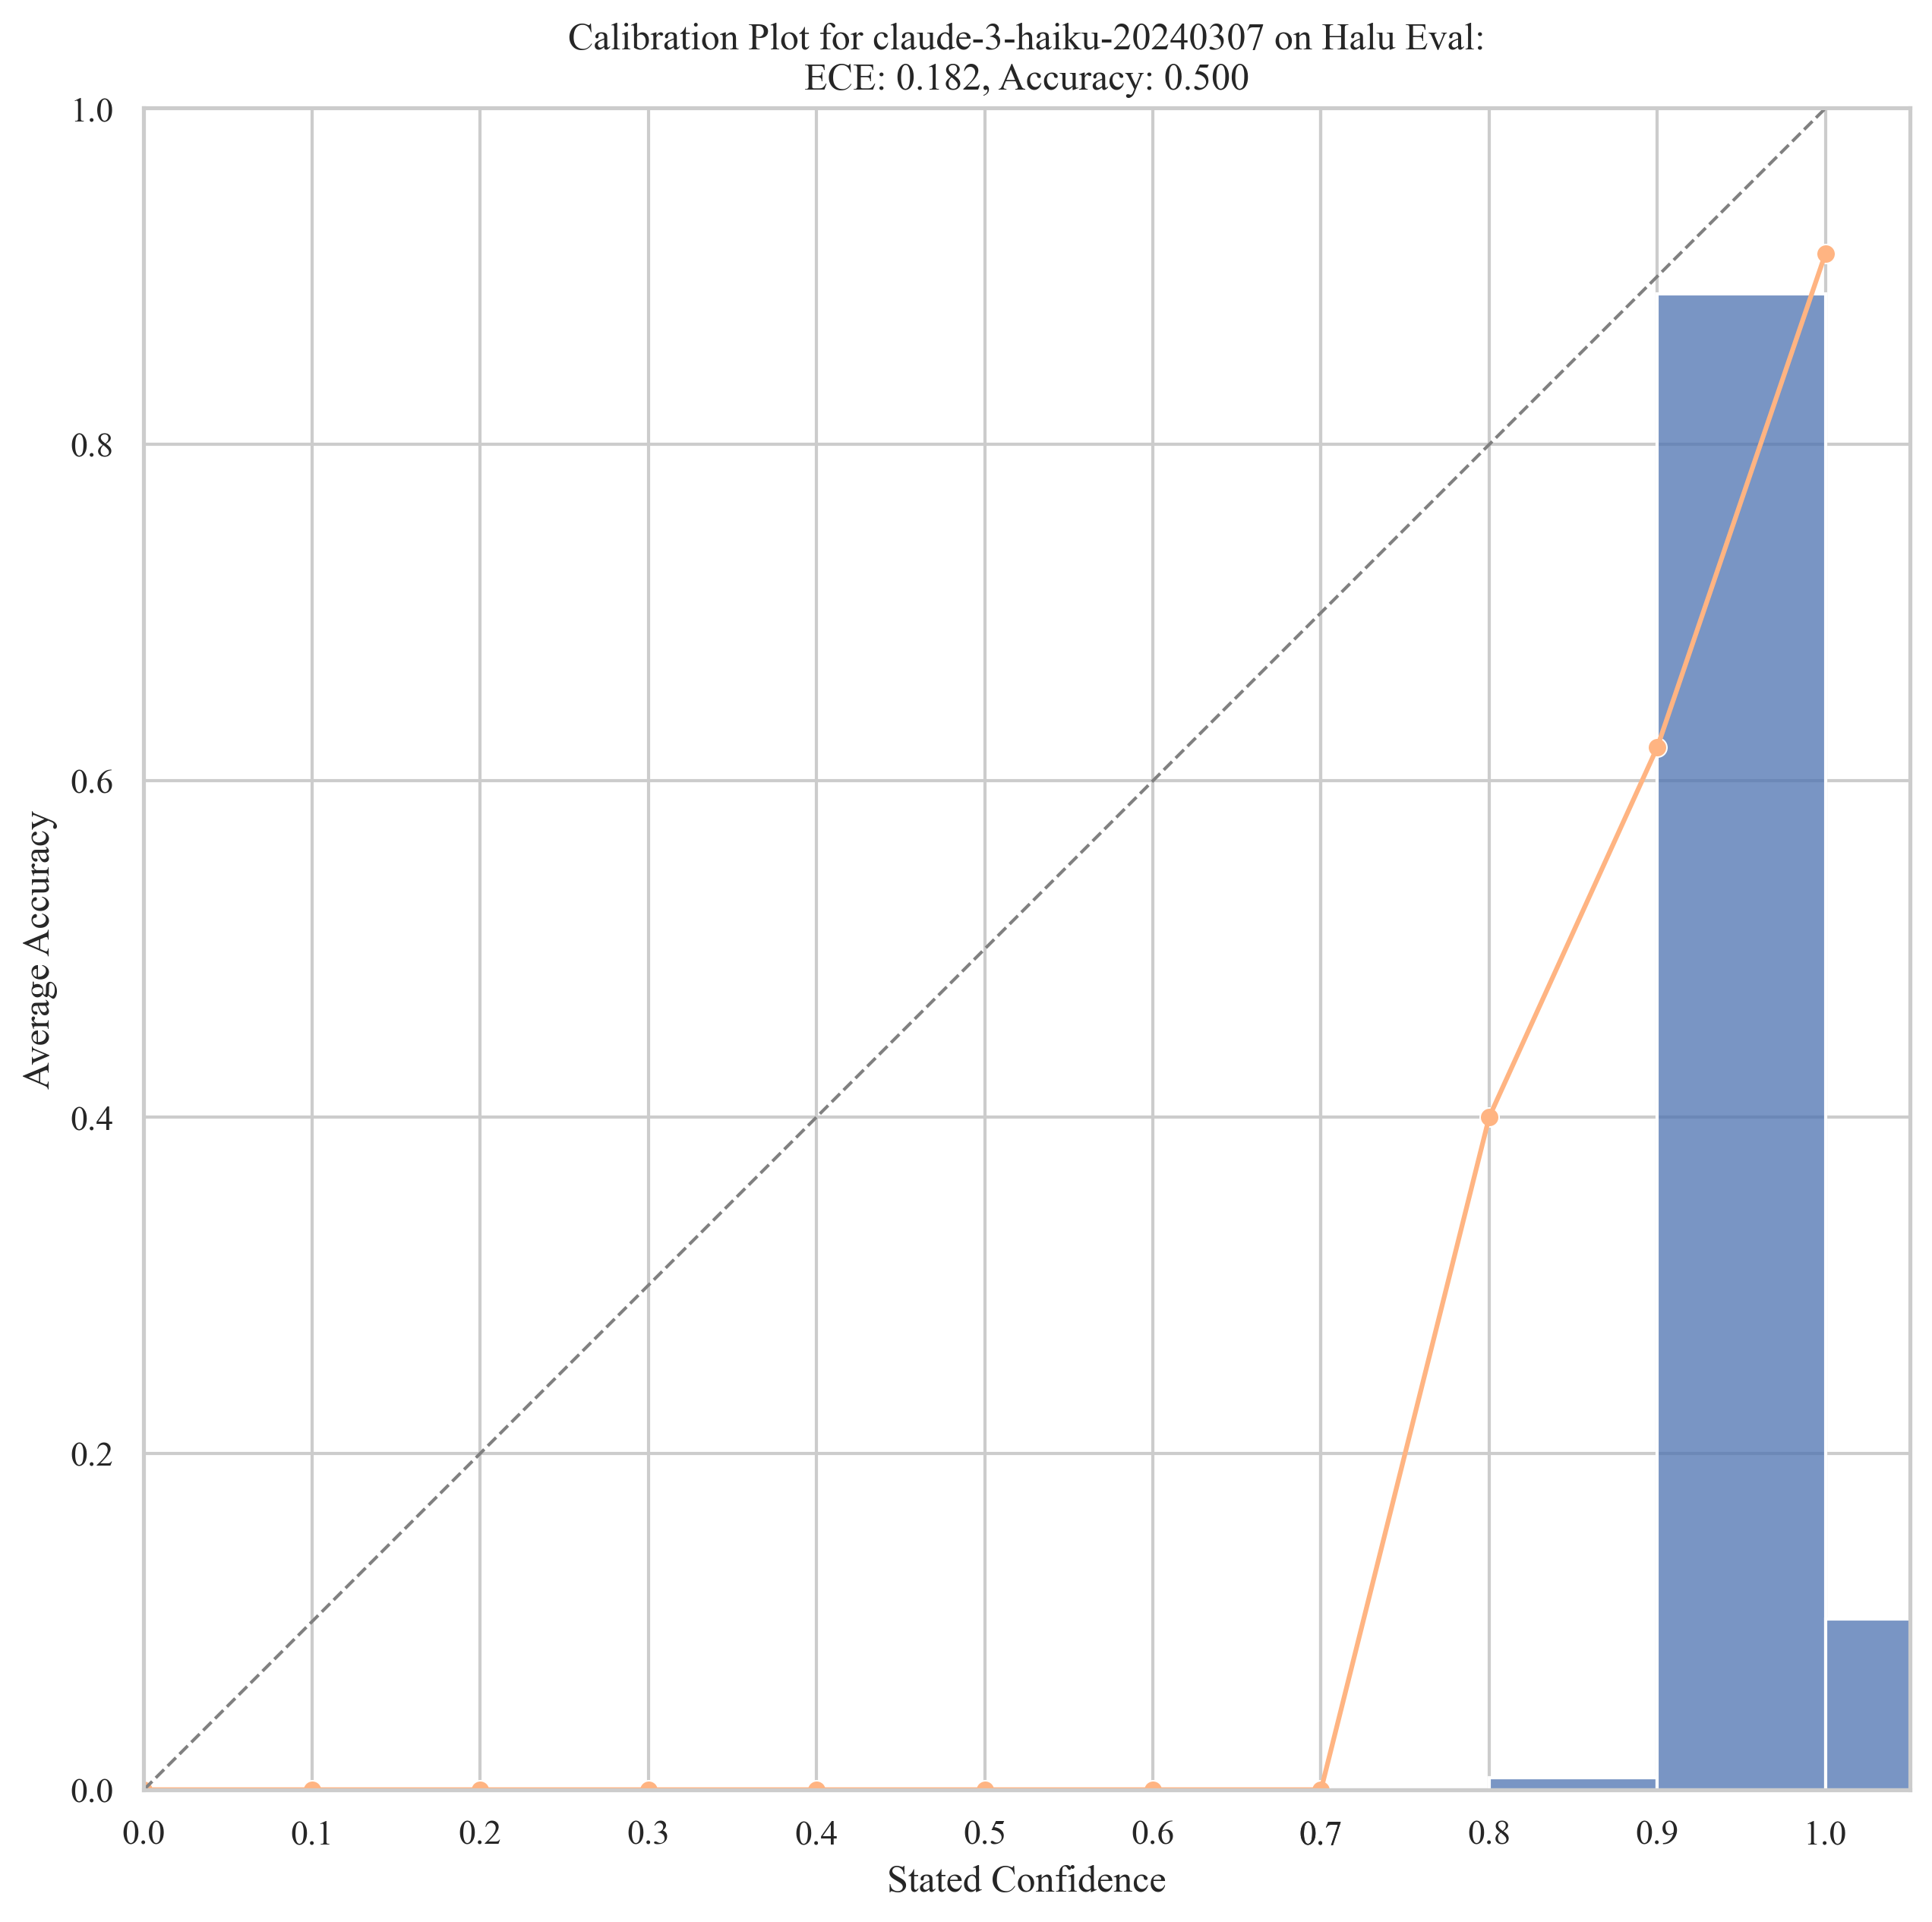 Calibration Plot for claude-3-haiku-20240307 on Halu Eval:
ECE: 0.182, Accuracy: 0.500
1.0
0.8
0.6
0.4
0.2
0.0
Average Accuracy
0.0 0.1 0.2 0.3 0.4 0.5 0.6 0.7 0.8 0.9 1.0
Stated Confidence